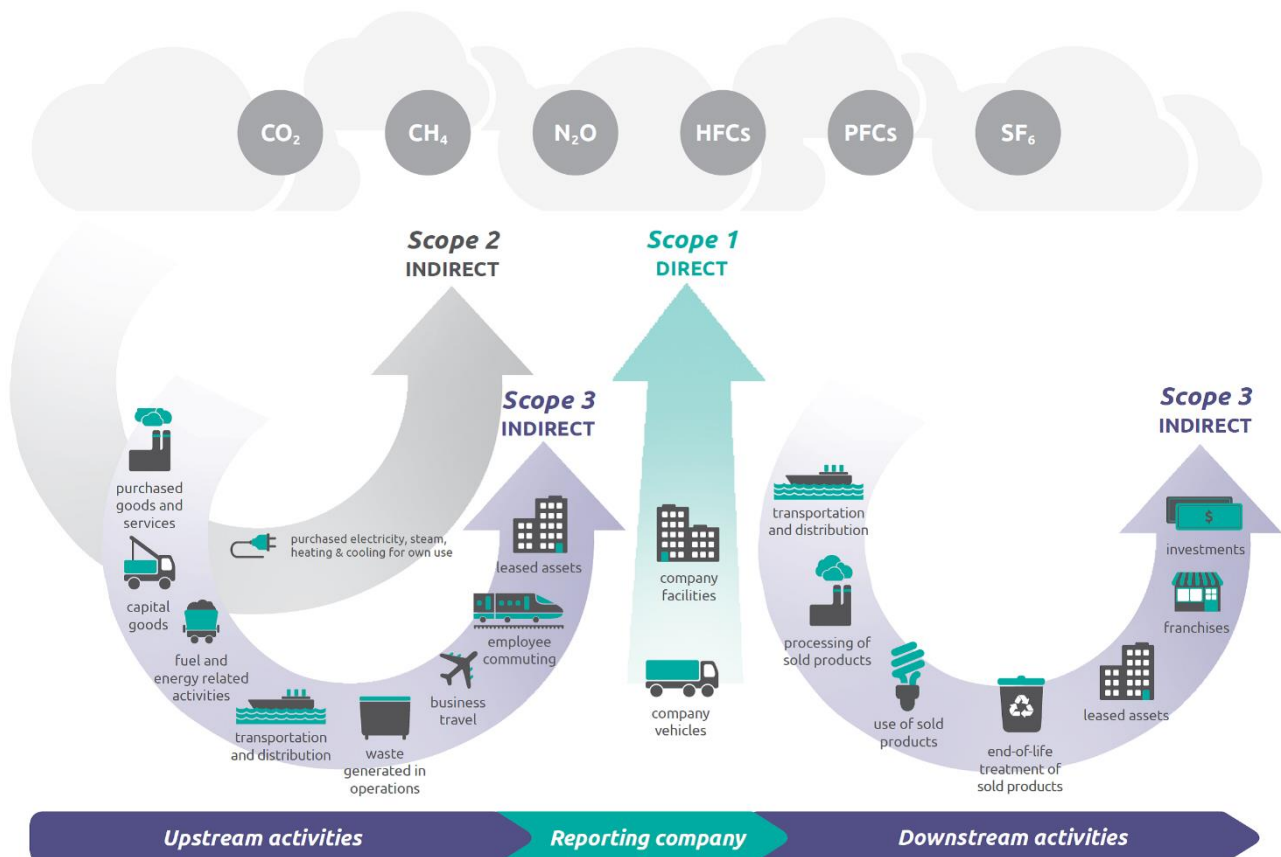 CO₂
CH₄
N₂O
HFCs
PFCs
SF₆
Scope 2
INDIRECT
Scope 1
DIRECT
Scope 3
INDIRECT
Scope 3
INDIRECT
purchased
goods and
services
capital
goods
fuel and
energy related
activities
purchased electricity, steam,
heating & cooling for own use
transportation
and distribution
waste
generated in
operations
business
travel
employee
commuting
leased assets
company
facilities
company
vehicles
transportation
and distribution
processing of
sold products
use of sold
products
end-of-life
treatment of
sold products
leased assets
franchises
$
investments
Upstream activities
Reporting company
Downstream activities